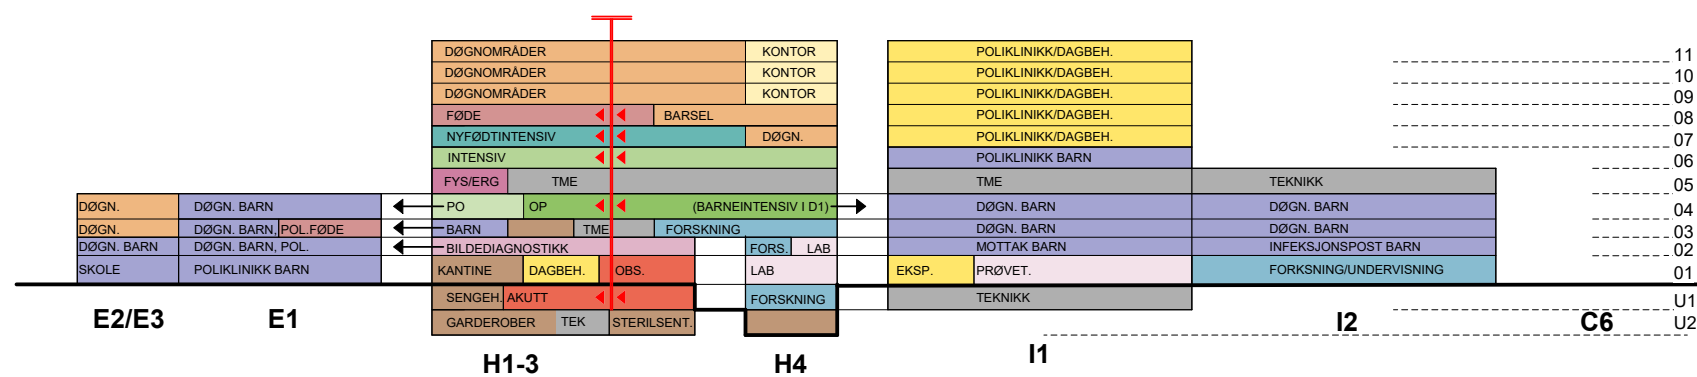 DØGNOMRÅDER KONTOR POLIKLINIKK/DAGBEH. 11
DØGNOMRÅDER KONTOR POLIKLINIKK/DAGBEH. 10
DØGNOMRÅDER KONTOR POLIKLINIKK/DAGBEH. 09
FØDE BARSEL POLIKLINIKK/DAGBEH. 08
NYFØDTINTENSIV DØGN. POLIKLINIKK/DAGBEH. 07
INTENSIV POLIKLINIKK BARN 06
FYS/ERG TME TME TEKNIKK 05
DØGN. DØGN. BARN PO OP (BARNEINTENSIV I D1) DØGN. BARN DØGN. BARN 04
DØGN. DØGN. BARN, POL.FØDE BARN TME FORSKNING DØGN. BARN DØGN. BARN 03
DØGN. BARN DØGN. BARN, POL. BILDEDIAGNOSTIKK FORS. LAB MOTTAK BARN INFEKSJONSPOST BARN 02
SKOLE POLIKLINIKK BARN KANTINE DAGBEH. OBS. LAB EKSP. PRØVET. FORKSNING/UNDERVISNING 01
SENGEH. AKUTT FORSKNING TEKNIKK U1
GARDEROBER TEK STERILSENT. U2
E2/E3 E1 I2 C6
H1-3 H4 I1